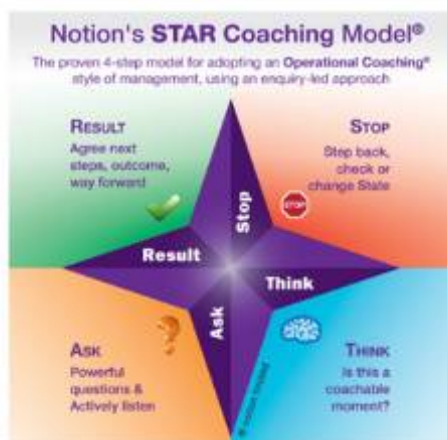 Notion's STAR Coaching Model®
The proven 4-step model for adopting an Operational Coaching®
style of management, using an enquiry-led approach
RESULT
Agree next
steps, outcome,
way forward
STOP
Step back,
check or
change State
STOP
Stop
Result
Think
Ask
ASK
Powerful
questions &
Actively listen
THINK
Is this a
coachable
moment?